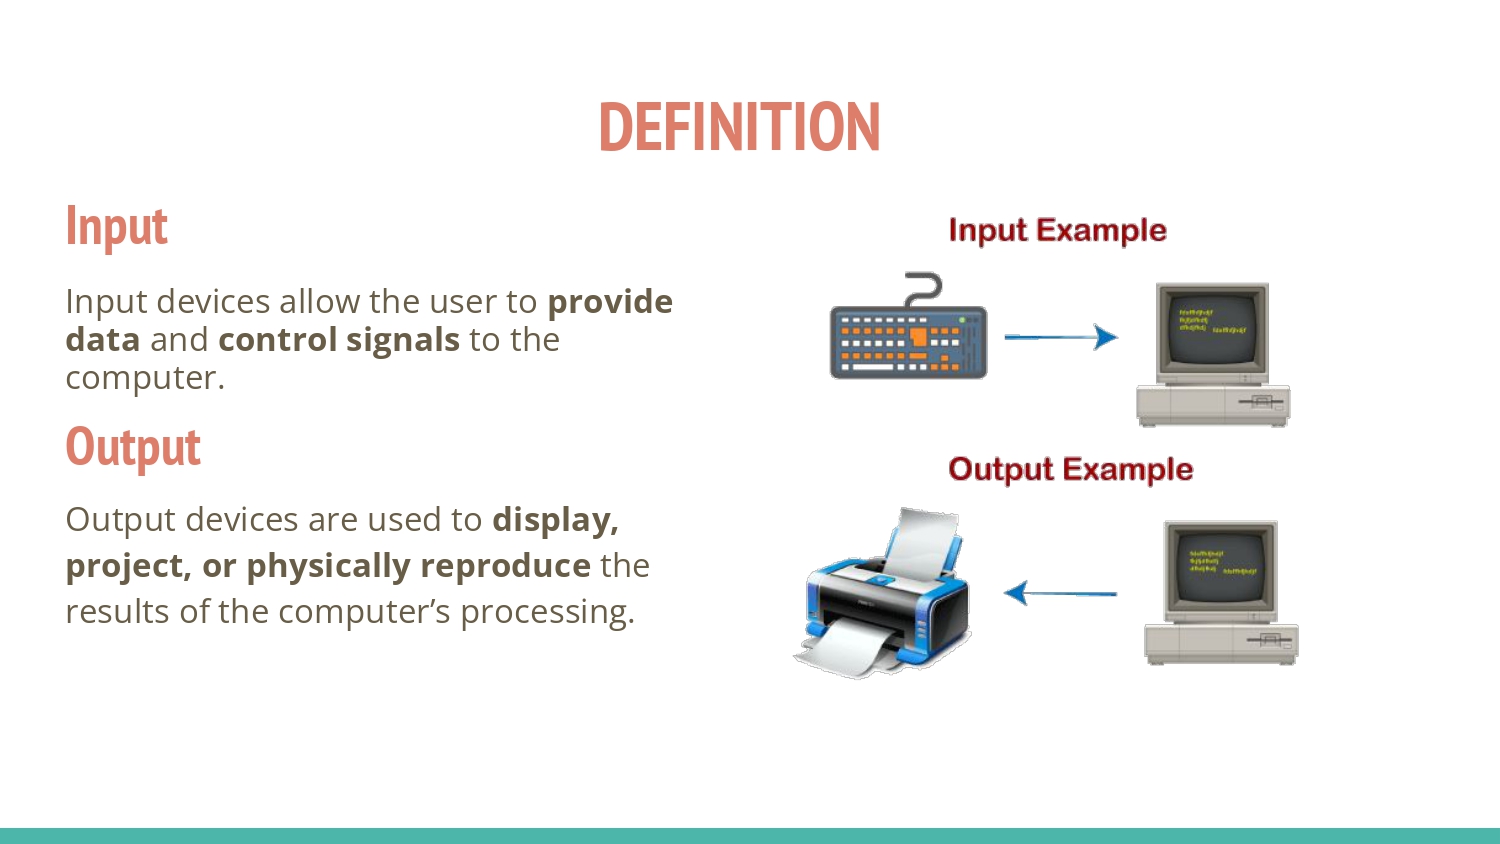 DEFINITION
Input
Input devices allow the user to provide
data and control signals to the
computer.
Output
Output devices are used to display,
project, or physically reproduce the
results of the computer’s processing.
Input Example
Output Example